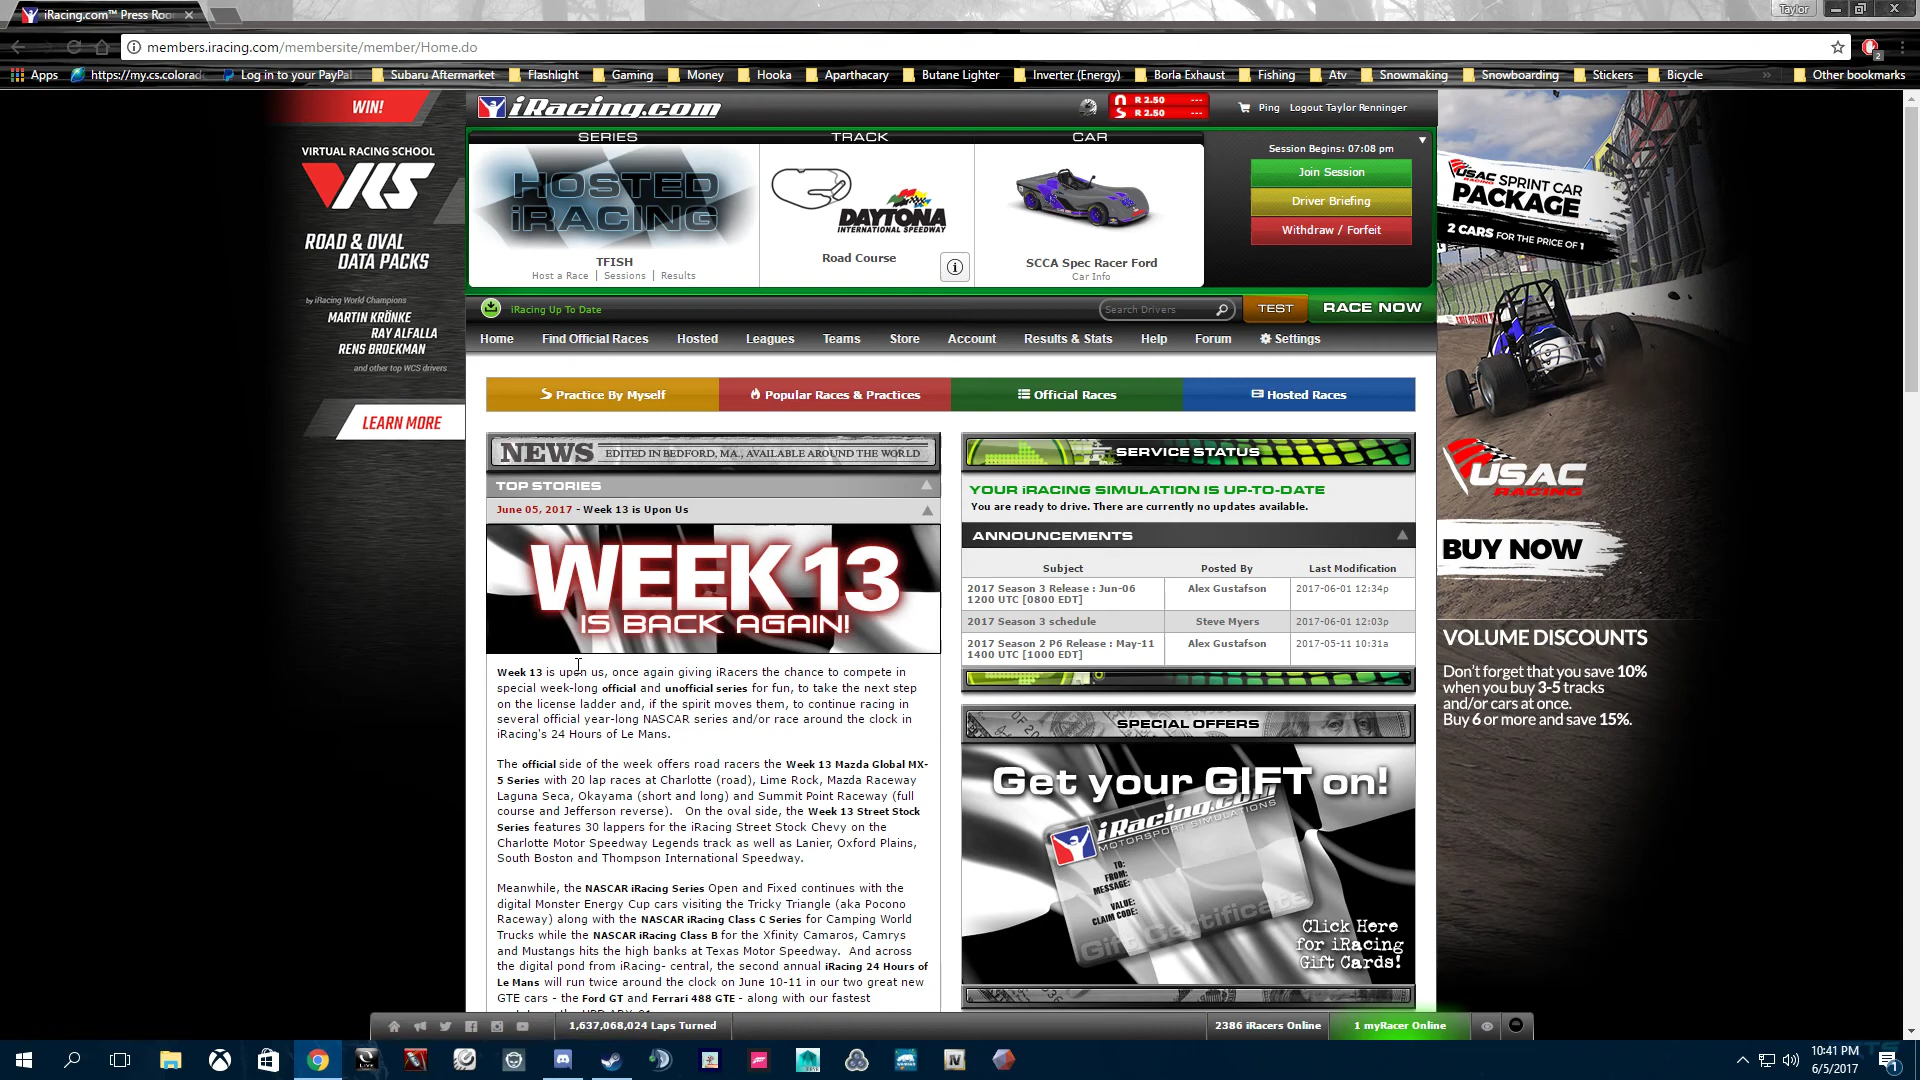 iRacing.com™ Press Roo
Taylor
members.iracing.com/membersite/member/Home.do
2
Apps
https://my.cs.colorad
Log in to your PayPal
Subaru Aftermarket
Flashlight
Gaming
Money
Hooka
Aparthacary
Butane Lighter
Inverter (Energy)
Borla Exhaust
Fishing
Atv
Snowmaking
Snowboarding
Stickers
Bicycle
Other bookmarks
WIN!
VIRTUAL RACING SCHOOL
VRS
ROAD & OVAL
DATA PACKS
by iRacing World Champions
MARTIN KRÖNKE
RAY ALFALLA
RENS BROEKMAN
and other top WCS drivers
LEARN MORE
iRacing.com
R 2.50 ---
R 2.50 ---
Ping
Logout Taylor Renninger
SERIES
TRACK
CAR
HOSTED
iRACING
TFISH
Host a Race | Sessions | Results
DAYTONA
INTERNATIONAL SPEEDWAY
Road Course
SCCA Spec Racer Ford
Car Info
Session Begins: 07:08 pm
Join Session
Driver Briefing
Withdraw / Forfeit
iRacing Up To Date
Search Drivers
TEST
RACE NOW
Home
Find Official Races
Hosted
Leagues
Teams
Store
Account
Results & Stats
Help
Forum
Settings
Practice By Myself
Popular Races & Practices
Official Races
Hosted Races
NEWS
EDITED IN BEDFORD, MA., AVAILABLE AROUND THE WORLD
TOP STORIES
June 05, 2017 - Week 13 is Upon Us
WEEK 13
IS BACK AGAIN!
Week 13 is upon us, once again giving iRacers the chance to compete in
special week-long official and unofficial series for fun, to take the next step
on the license ladder and, if the spirit moves them, to continue racing in
several official year-long NASCAR series and/or race around the clock in
iRacing's 24 Hours of Le Mans.
The official side of the week offers road racers the Week 13 Mazda Global MX-
5 Series with 20 lap races at Charlotte (road), Lime Rock, Mazda Raceway
Laguna Seca, Okayama (short and long) and Summit Point Raceway (full
course and Jefferson reverse). On the oval side, the Week 13 Street Stock
Series features 30 lappers for the iRacing Street Stock Chevy on the
Charlotte Motor Speedway Legends track as well as Lanier, Oxford Plains,
South Boston and Thompson International Speedway.
Meanwhile, the NASCAR iRacing Series Open and Fixed continues with the
digital Monster Energy Cup cars visiting the Tricky Triangle (aka Pocono
Raceway) along with the NASCAR iRacing Class C Series for Camping World
Trucks while the NASCAR iRacing Class B for the Xfinity Camaros, Camrys
and Mustangs hits the high banks at Texas Motor Speedway. And across
the digital pond from iRacing- central, the second annual iRacing 24 Hours of
Le Mans will run twice around the clock on June 10-11 in our two great new
GTE cars - the Ford GT and Ferrari 488 GTE - along with our fastest
SERVICE STATUS
YOUR iRACING SIMULATION IS UP-TO-DATE
You are ready to drive. There are currently no updates available.
ANNOUNCEMENTS
Subject
Posted By
Last Modification
2017 Season 3 Release : Jun-06
1200 UTC [0800 EDT]
Alex Gustafson
2017-06-01 12:34p
2017 Season 3 schedule
Steve Myers
2017-06-01 12:03p
2017 Season 2 P6 Release : May-11
1400 UTC [1000 EDT]
Alex Gustafson
2017-05-11 10:31a
SPECIAL OFFERS
Get your GIFT on!
iRacing.com
MOTORSPORT SIMULATIONS
TO:
FROM:
MESSAGE:
VALUE:
CLAIM CODE:
Gift Certificate
Click Here
for iRacing
Gift Cards!
USAC
RACING
SPRINT CAR
PACKAGE
2 CARS FOR THE PRICE OF 1
USAC
RACING
BUY NOW
VOLUME DISCOUNTS
Don't forget that you save 10%
when you buy 3-5 tracks
and/or cars at once.
Buy 6 or more and save 15%.
1,637,068,024 Laps Turned
2386 iRacers Online
1 myRacer Online
10:41 PM
6/5/2017
1